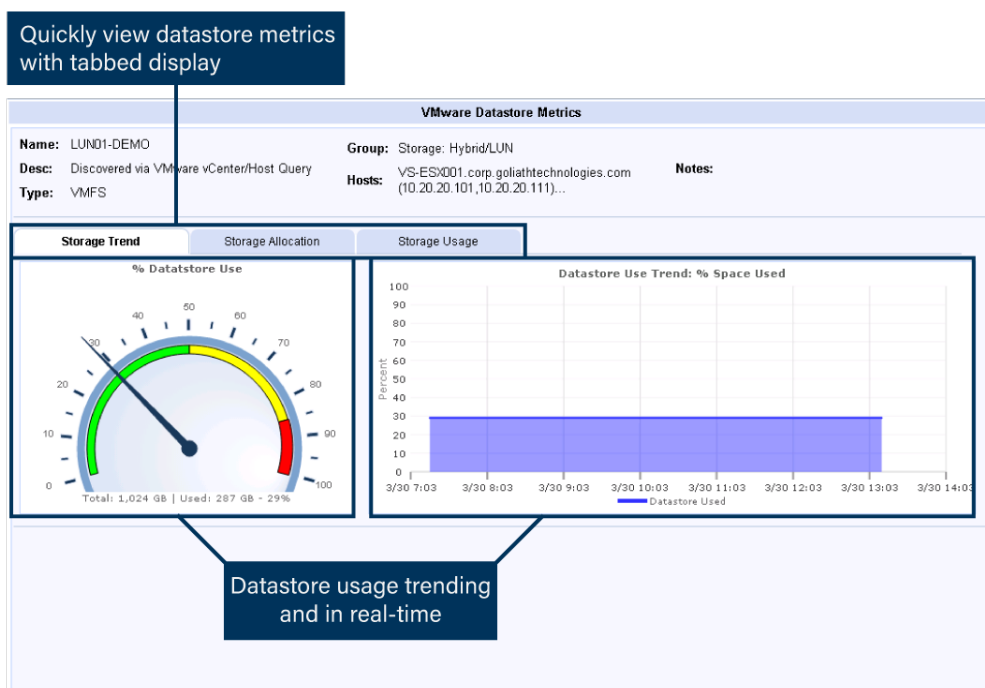 Quickly view datastore metrics
with tabbed display
VMware Datastore Metrics
Name: LUN01-DEMO
Desc: Discovered via VMware vCenter/Host Query
Type: VMFS
Group: Storage: Hybrid/LUN
Hosts: VS-ESX001.corp.goliathtechnologies.com
(10.20.20.101,10.20.20.111)...
Notes:
Storage Trend Storage Allocation Storage Usage
% Datatstore Use
0 10 20 30 40 50 60 70 80 90 100
Total: 1,024 GB | Used: 287 GB - 29%
Datastore Use Trend: % Space Used
Percent
100
90
80
70
60
50
40
30
20
10
0
3/30 7:03 3/30 8:03 3/30 9:03 3/30 10:03 3/30 11:03 3/30 12:03 3/30 13:03 3/30 14:03
Datastore Used
Datastore usage trending
and in real-time